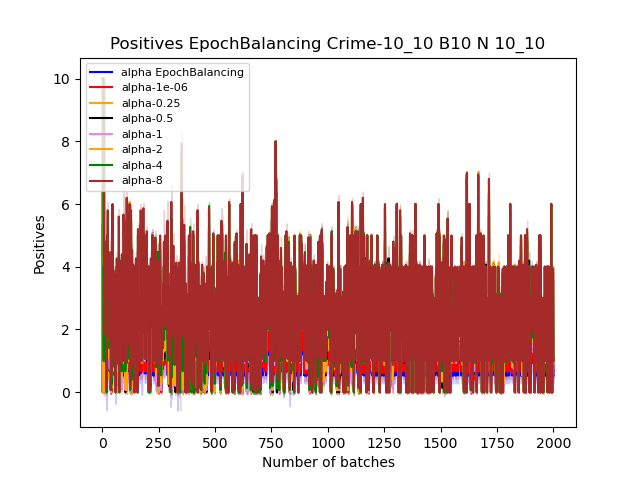 Positives EpochBalancing Crime-10_10 B10 N 10_10
10
8
6
4
2
0
Positives
alpha EpochBalancing
alpha-1e-06
alpha-0.25
alpha-0.5
alpha-1
alpha-2
alpha-4
alpha-8
0 250 500 750 1000 1250 1500 1750 2000
Number of batches